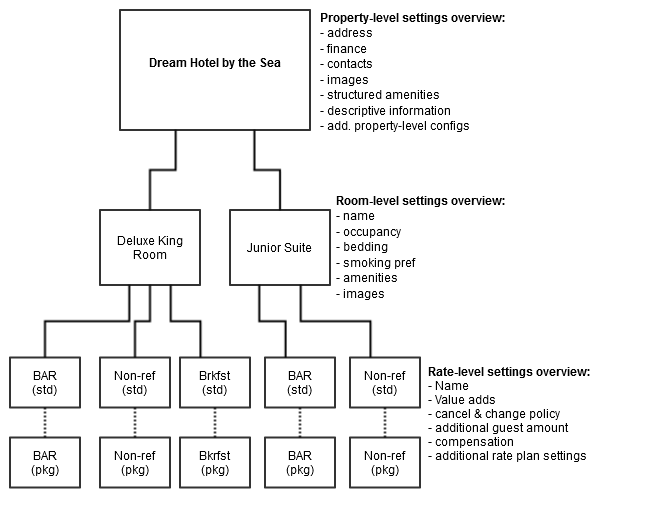 Dream Hotel by the Sea
Property-level settings overview:
- address
- finance
- contacts
- images
- structured amenities
- descriptive information
- add. property-level configs
Deluxe King
Room
Junior Suite
Room-level settings overview:
- name
- occupancy
- bedding
- smoking pref
- amenities
- images
BAR
(std)
Non-ref
(std)
Brkfst
(std)
BAR
(std)
Non-ref
(std)
Rate-level settings overview:
- Name
- Value adds
- cancel & change policy
- additional guest amount
- compensation
- additional rate plan settings
BAR
(pkg)
Non-ref
(pkg)
Bkrfst
(pkg)
BAR
(pkg)
Non-ref
(pkg)